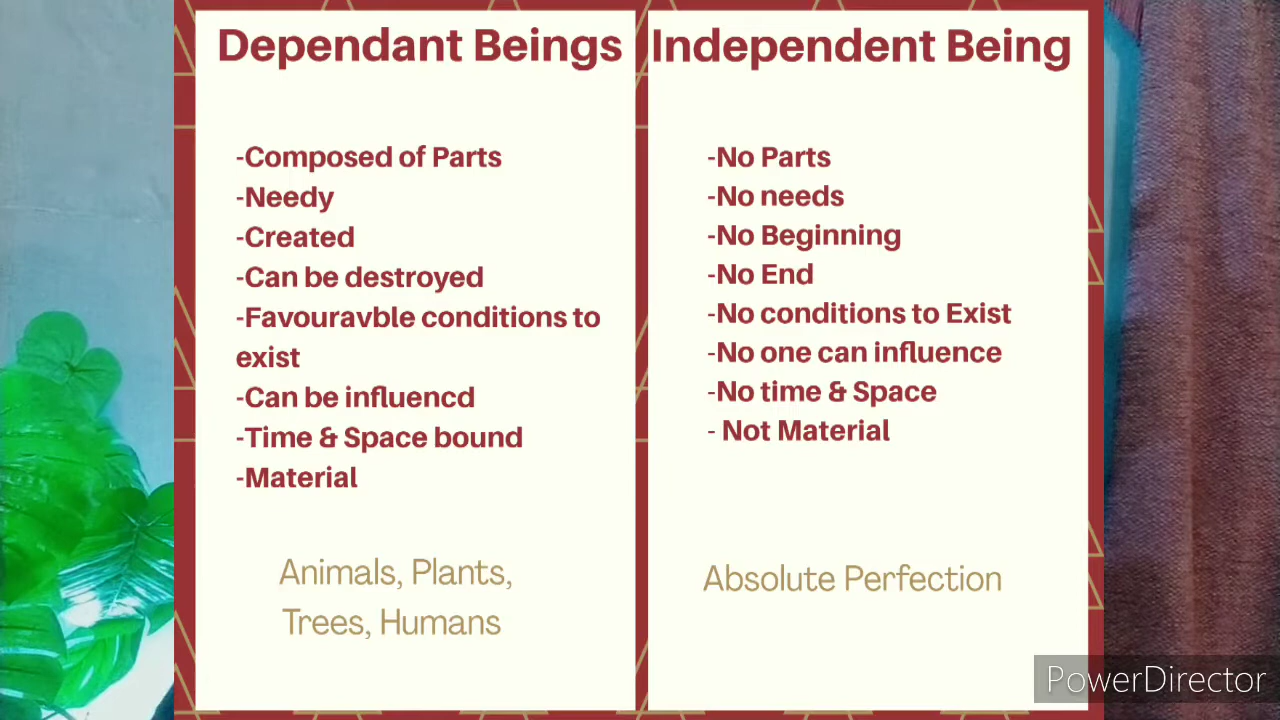 Dependant Beings
-Composed of Parts
-Needy
-Created
-Can be destroyed
-Favouravble conditions to
exist
-Can be influencd
-Time & Space bound
-Material
Animals, Plants,
Trees, Humans
Independent Being
-No Parts
-No needs
-No Beginning
-No End
-No conditions to Exist
-No one can influence
-No time & Space
- Not Material
Absolute Perfection
PowerDirector